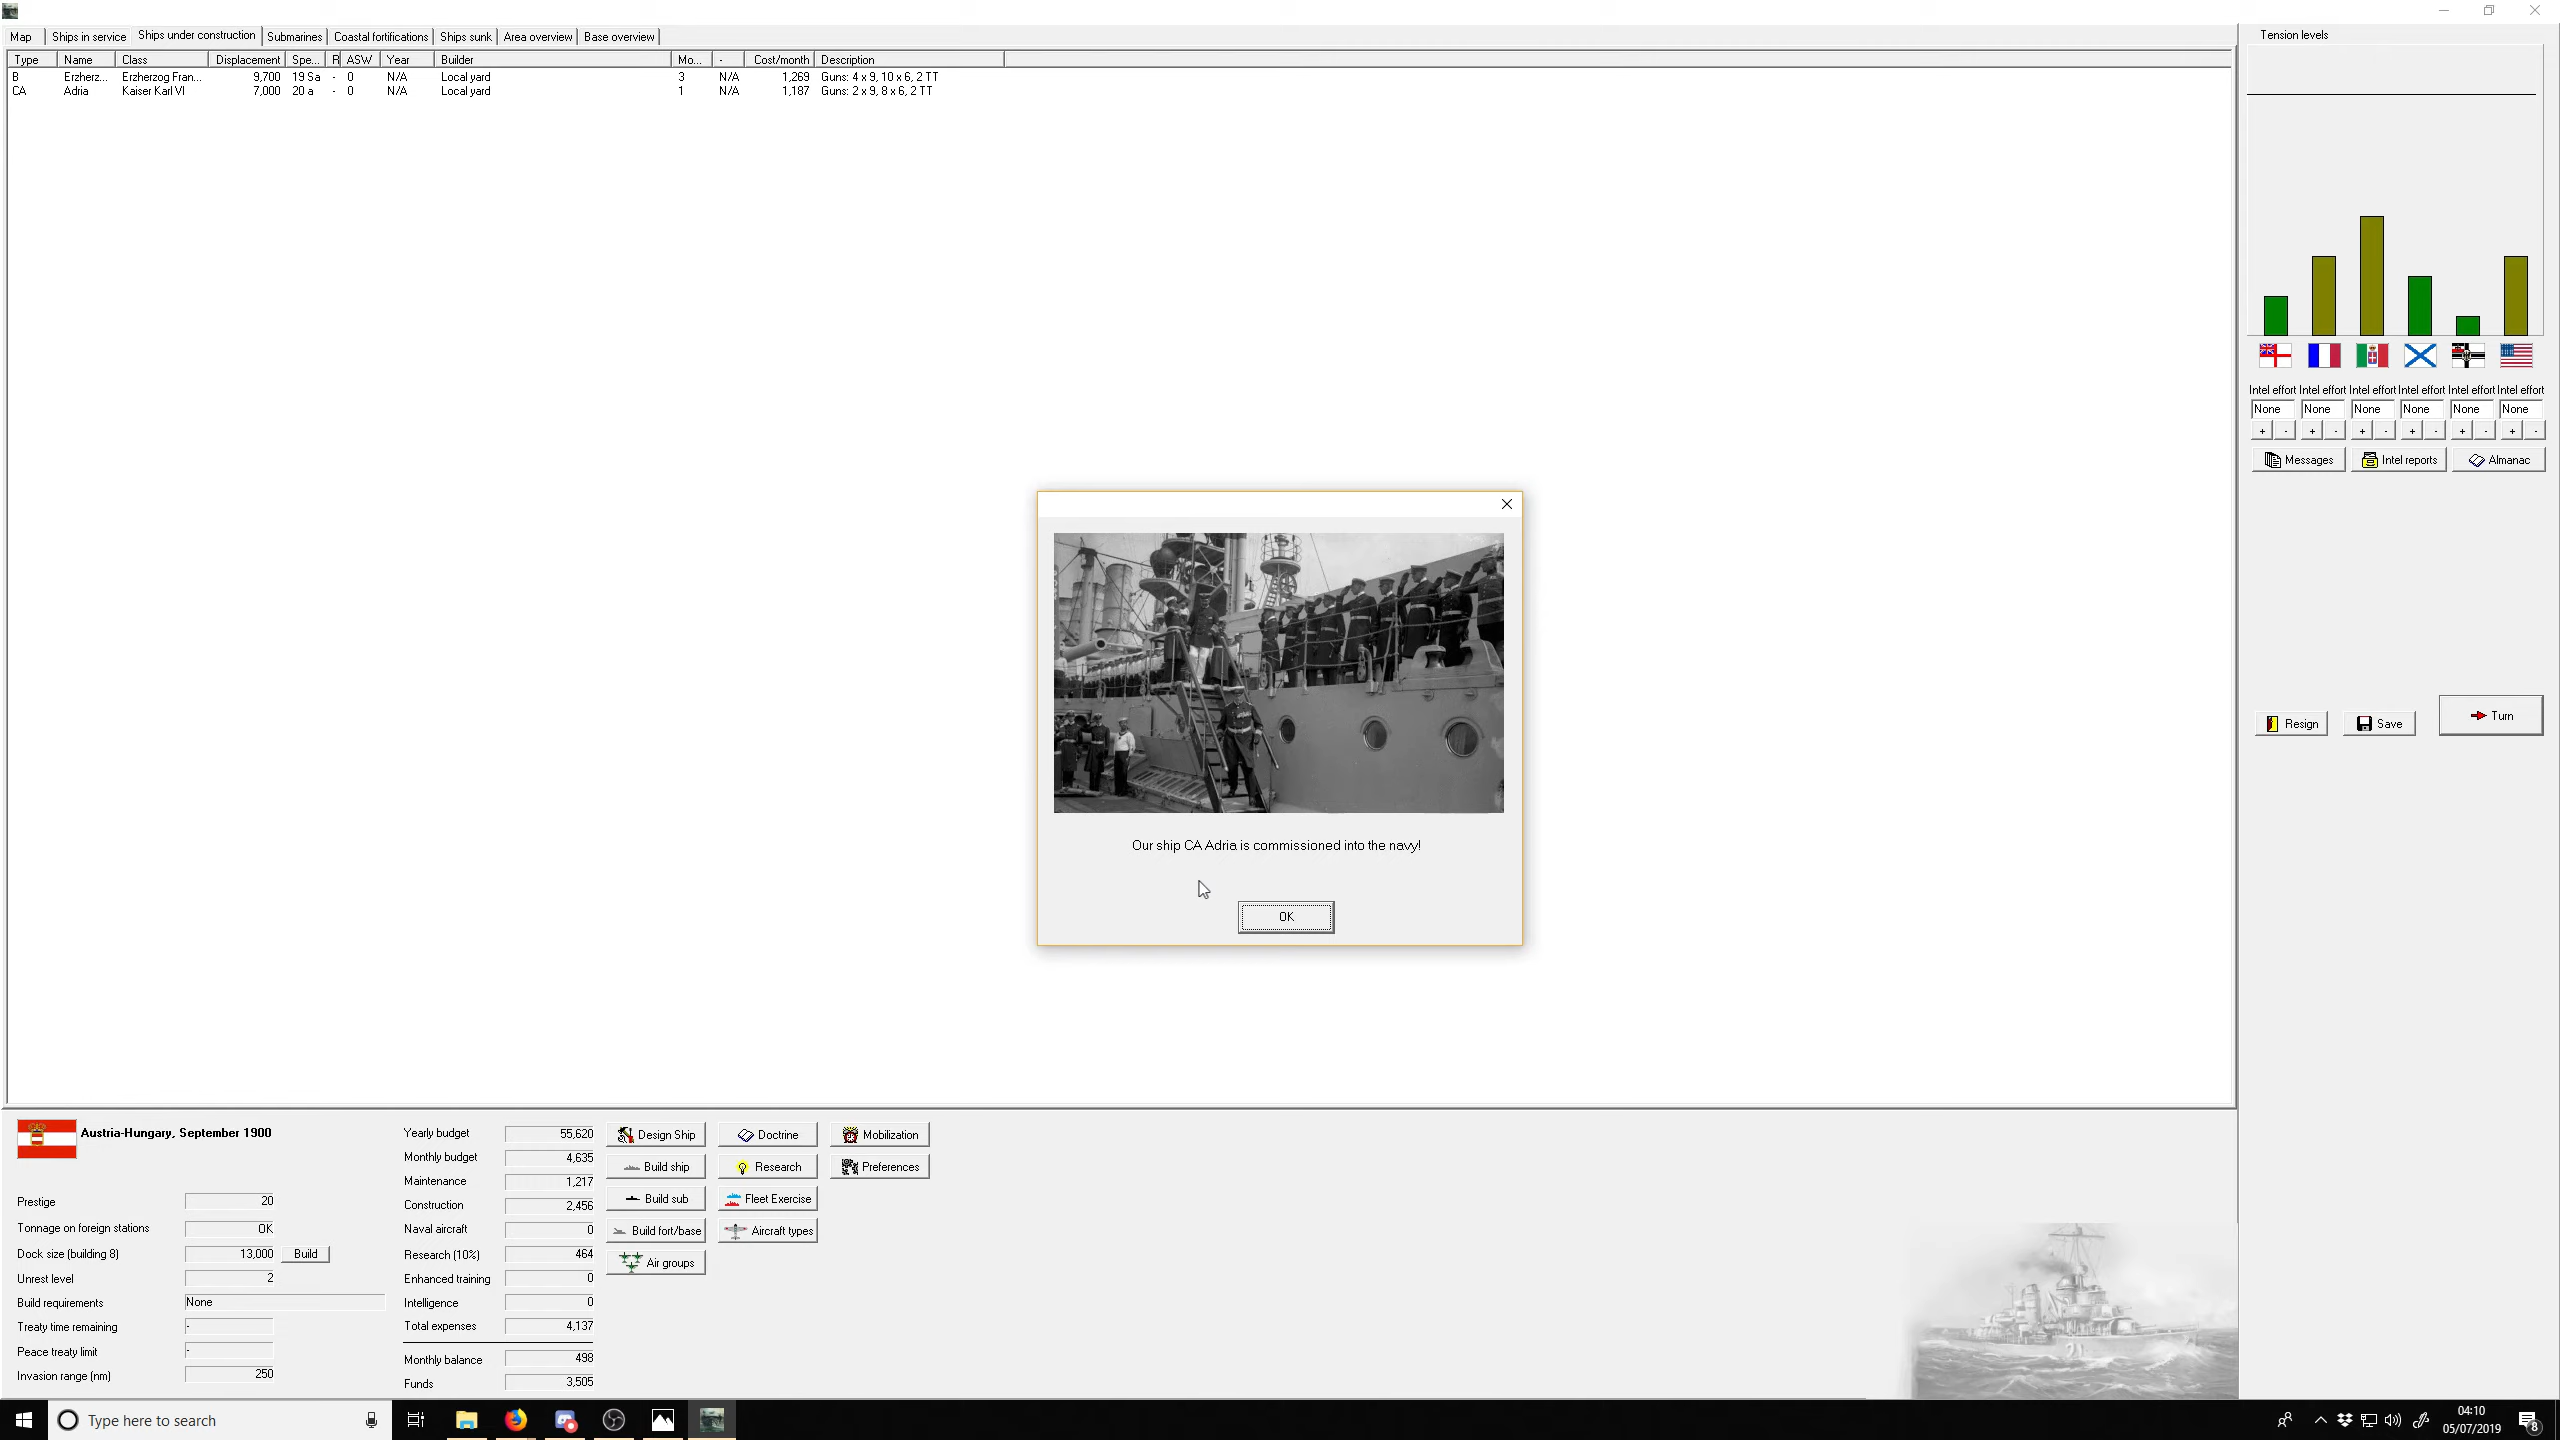 Map Ships in service Ships under construction Submarines Coastal fortifications Ships sunk Area overview Base overview
Type Name Class Displacement Spe... R ASW Year Builder Mo... - Cost/month Description
B Erzherz... Erzherzog Fran... 9,700 19 Sa - 0 N/A Local yard 3 N/A 1,269 Guns: 4 x 9, 10 x 6, 2 TT
CA Adria Kaiser Karl VI 7,000 20 a - 0 N/A Local yard 1 N/A 1,187 Guns: 2 x 9, 8 x 6, 2 TT
Tension levels
Intel effort Intel effort Intel effort Intel effort Intel effort Intel effort
None None None None None None
+ - + - + - + - + - + -
Messages Intel reports Almanac
Resign Save Turn
Our ship CA Adria is commissioned into the navy!
OK
Austria-Hungary, September 1900
Prestige 20
Tonnage on foreign stations OK
Dock size (building 8) 13,000 Build
Unrest level 2
Build requirements None
Treaty time remaining -
Peace treaty limit -
Invasion range (nm) 250
Yearly budget 55,620
Monthly budget 4,635
Maintenance 1,217
Construction 2,456
Naval aircraft 0
Research (10%) 464
Enhanced training 0
Intelligence 0
Total expenses 4,137
Monthly balance 498
Funds 3,505
Design Ship Doctrine Mobilization
Build ship Research Preferences
Build sub Fleet Exercise
Build fort/base Aircraft types
Air groups
Type here to search
04:10
05/07/2019
8